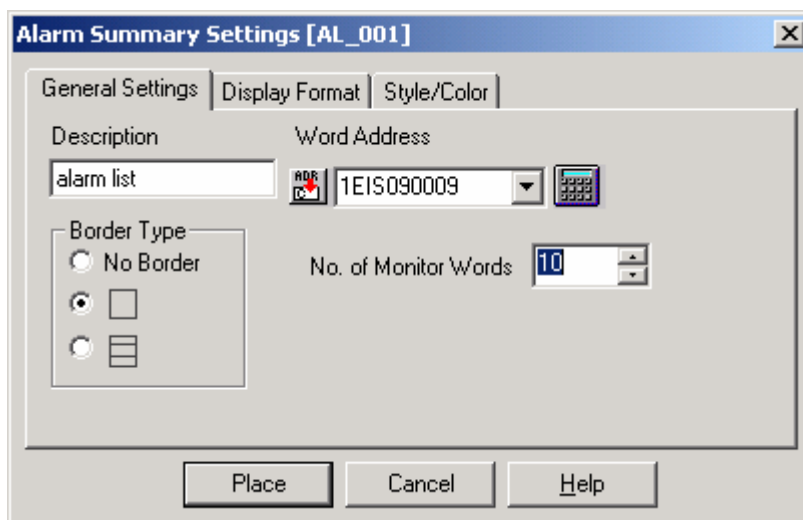 Alarm Summary Settings [AL_001]
General Settings Display Format Style/Color
Description Word Address
alarm list 1EIS090009
Border Type
No Border
No. of Monitor Words 10
Place Cancel Help